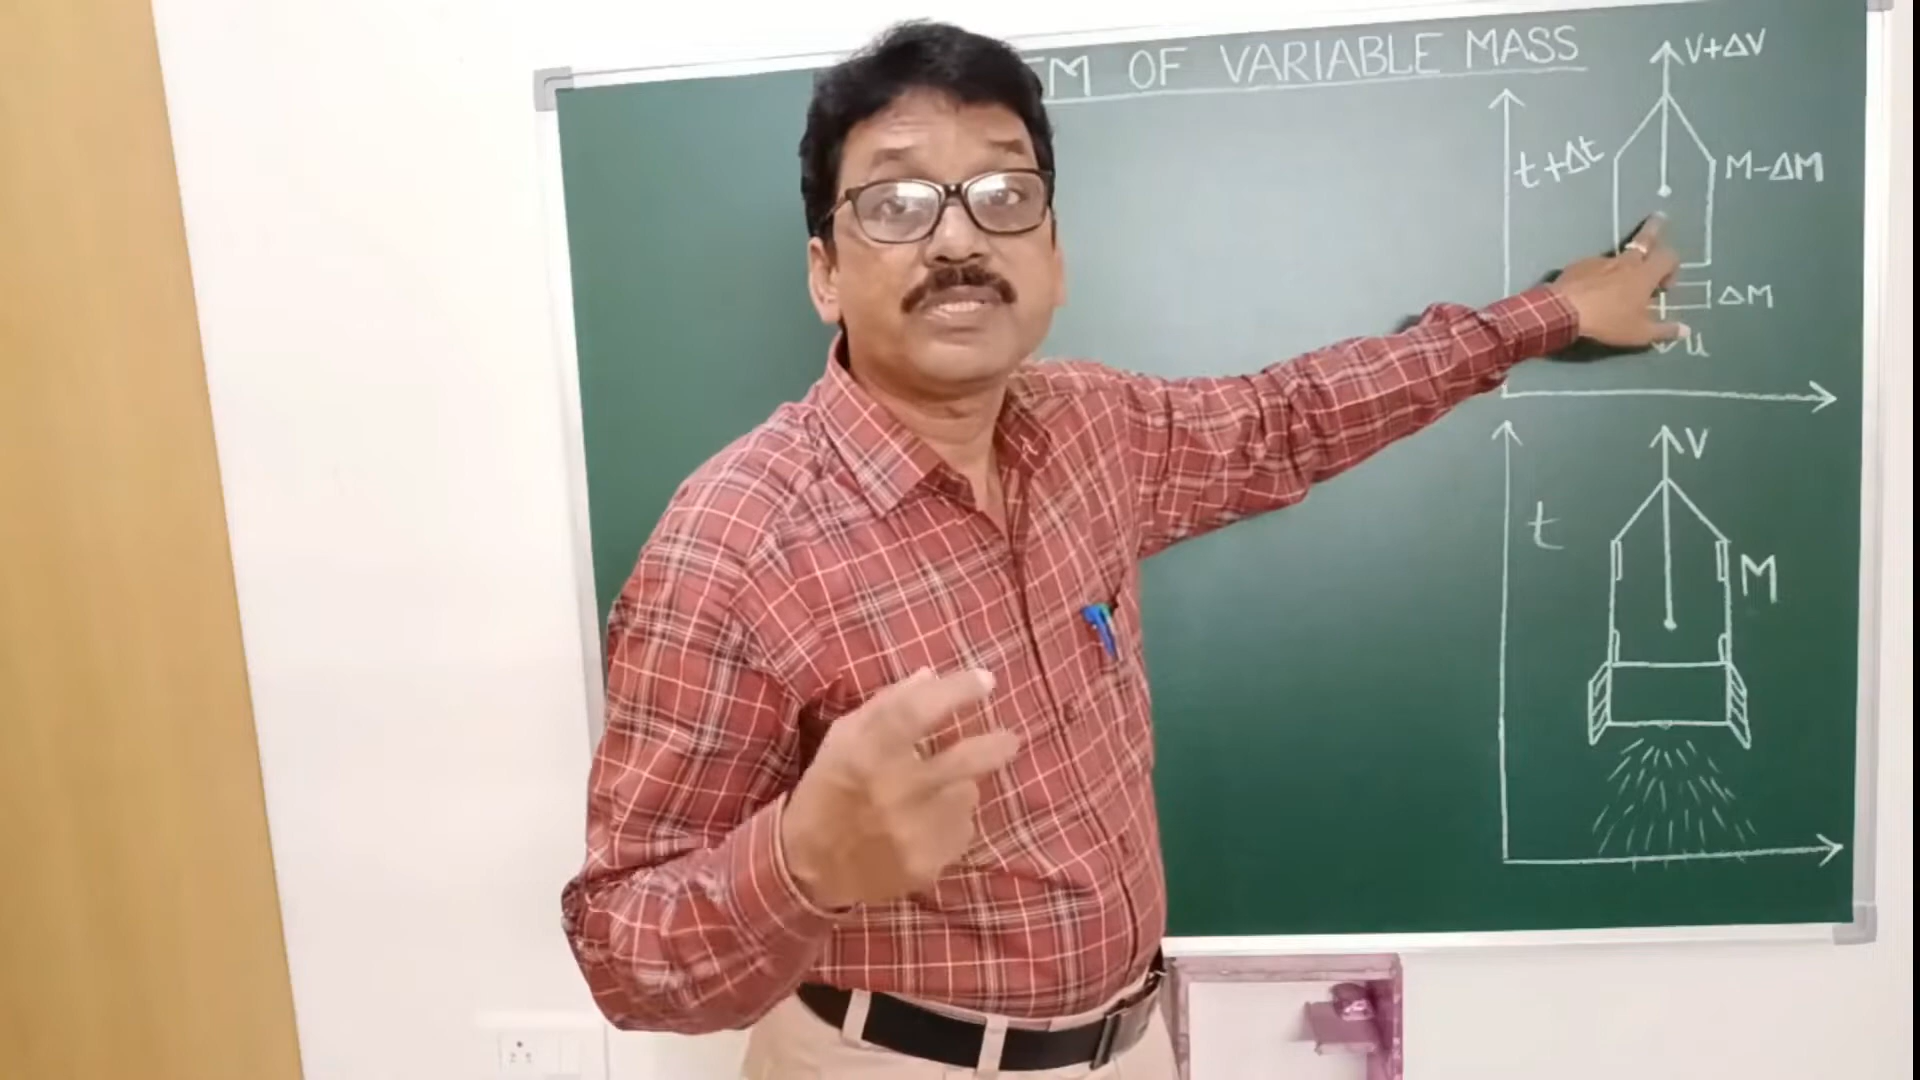 OF VARIABLE MASS
V+ΔV
t+Δt
M-ΔM
ΔM
u
V
t
M